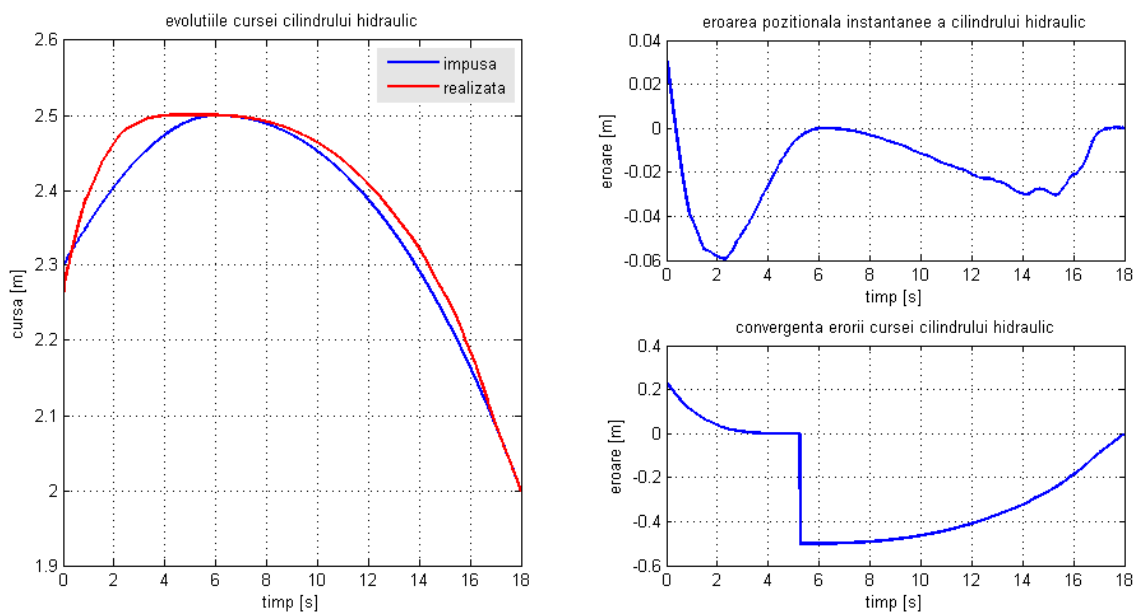 evolutiile cursei cilindrului hidraulic
2.6
2.5
2.4
2.3
2.2
2.1
2
1.9
cursa [m]
impusa
realizata
0 2 4 6 8 10 12 14 16 18
timp [s]
eroarea pozitionala instantanee a cilindrului hidraulic
0.04
0.02
0
-0.02
-0.04
-0.06
eroare [m]
0 2 4 6 8 10 12 14 16 18
timp [s]
convergenta erorii cursei cilindrului hidraulic
0.4
0.2
0
-0.2
-0.4
-0.6
eroare [m]
0 2 4 6 8 10 12 14 16 18
timp [s]